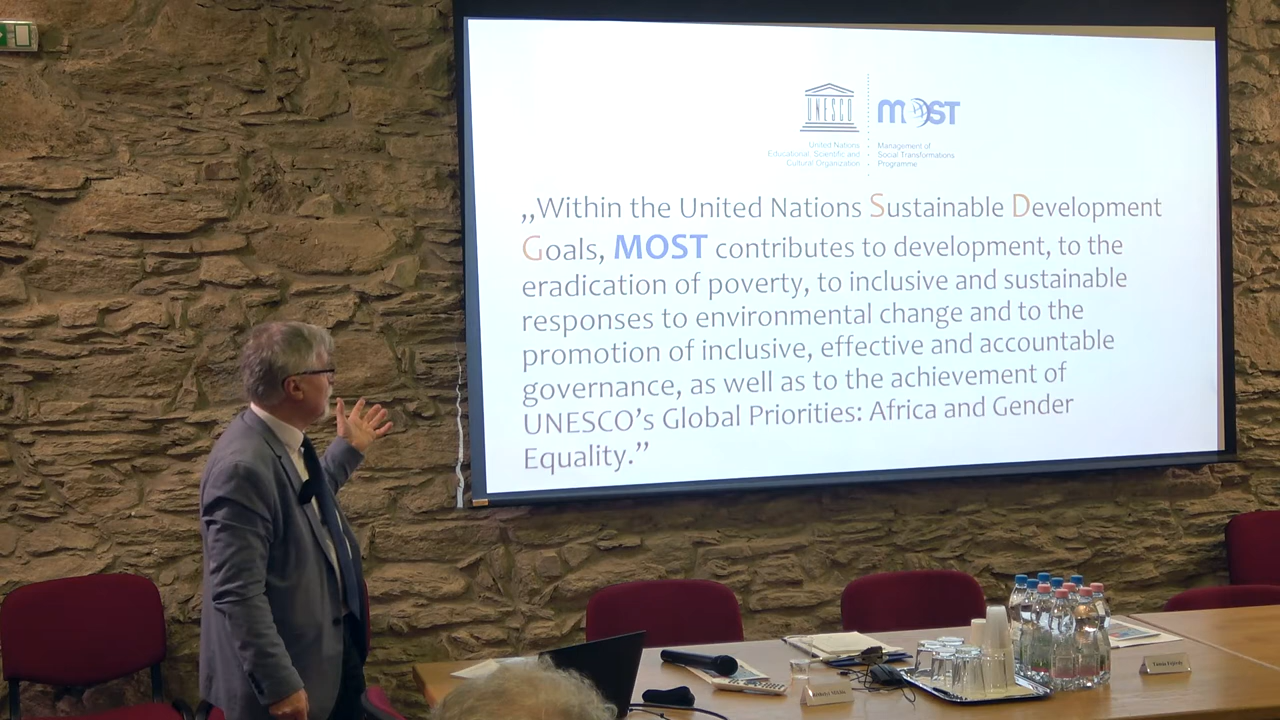 UNESCO
MOST
United Nations
Educational, Scientific and
Cultural Organization
Management of
Social Transformations
Programme
„Within the United Nations Sustainable Development
Goals, MOST contributes to development, to the
eradication of poverty, to inclusive and sustainable
responses to environmental change and to the
promotion of inclusive, effective and accountable
governance, as well as to the achievement of
UNESCO’s Global Priorities: Africa and Gender
Equality.”